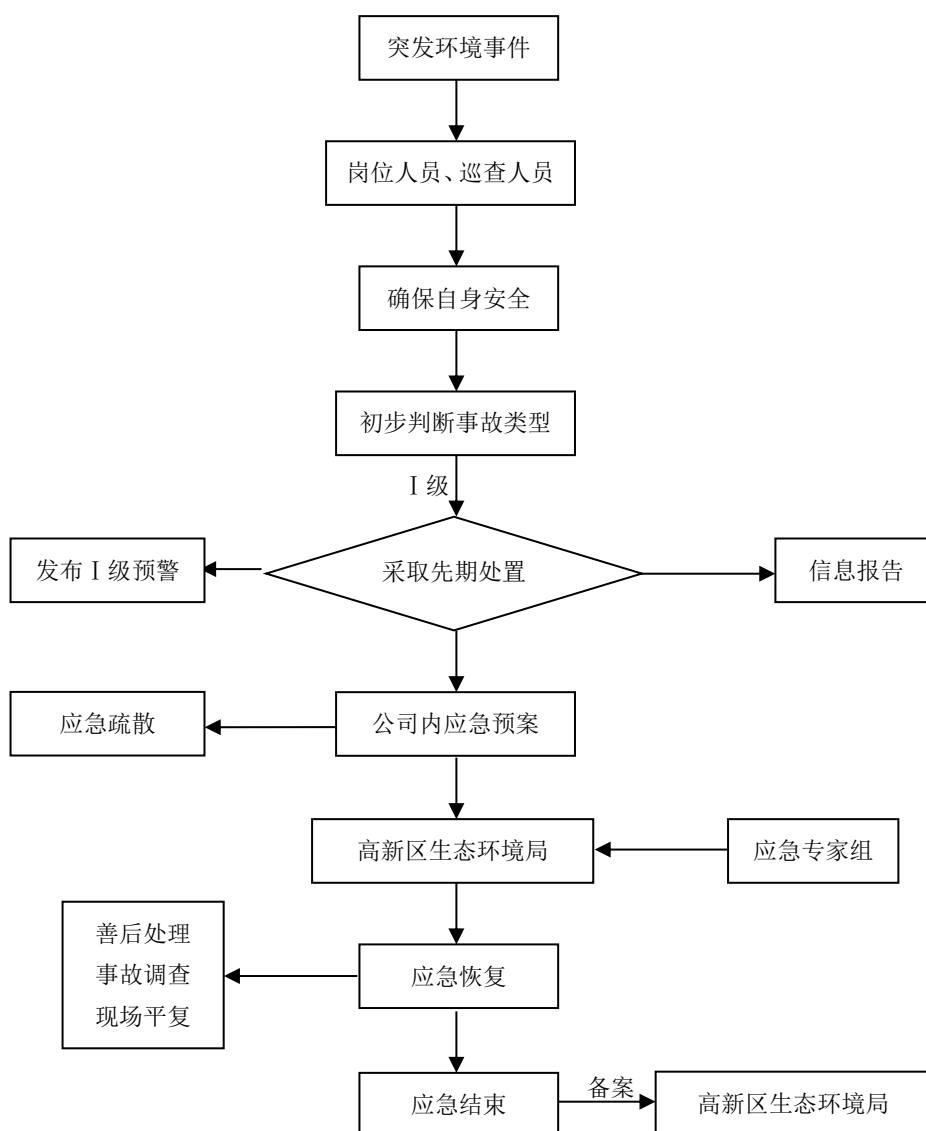 突发环境事件
岗位人员、巡查人员
确保自身安全
初步判断事故类型
Ⅰ级
发布Ⅰ级预警
采取先期处置
信息报告
应急疏散
公司内应急预案
高新区生态环境局
应急专家组
善后处理
事故调查
现场平复
应急恢复
应急结束
备案
高新区生态环境局